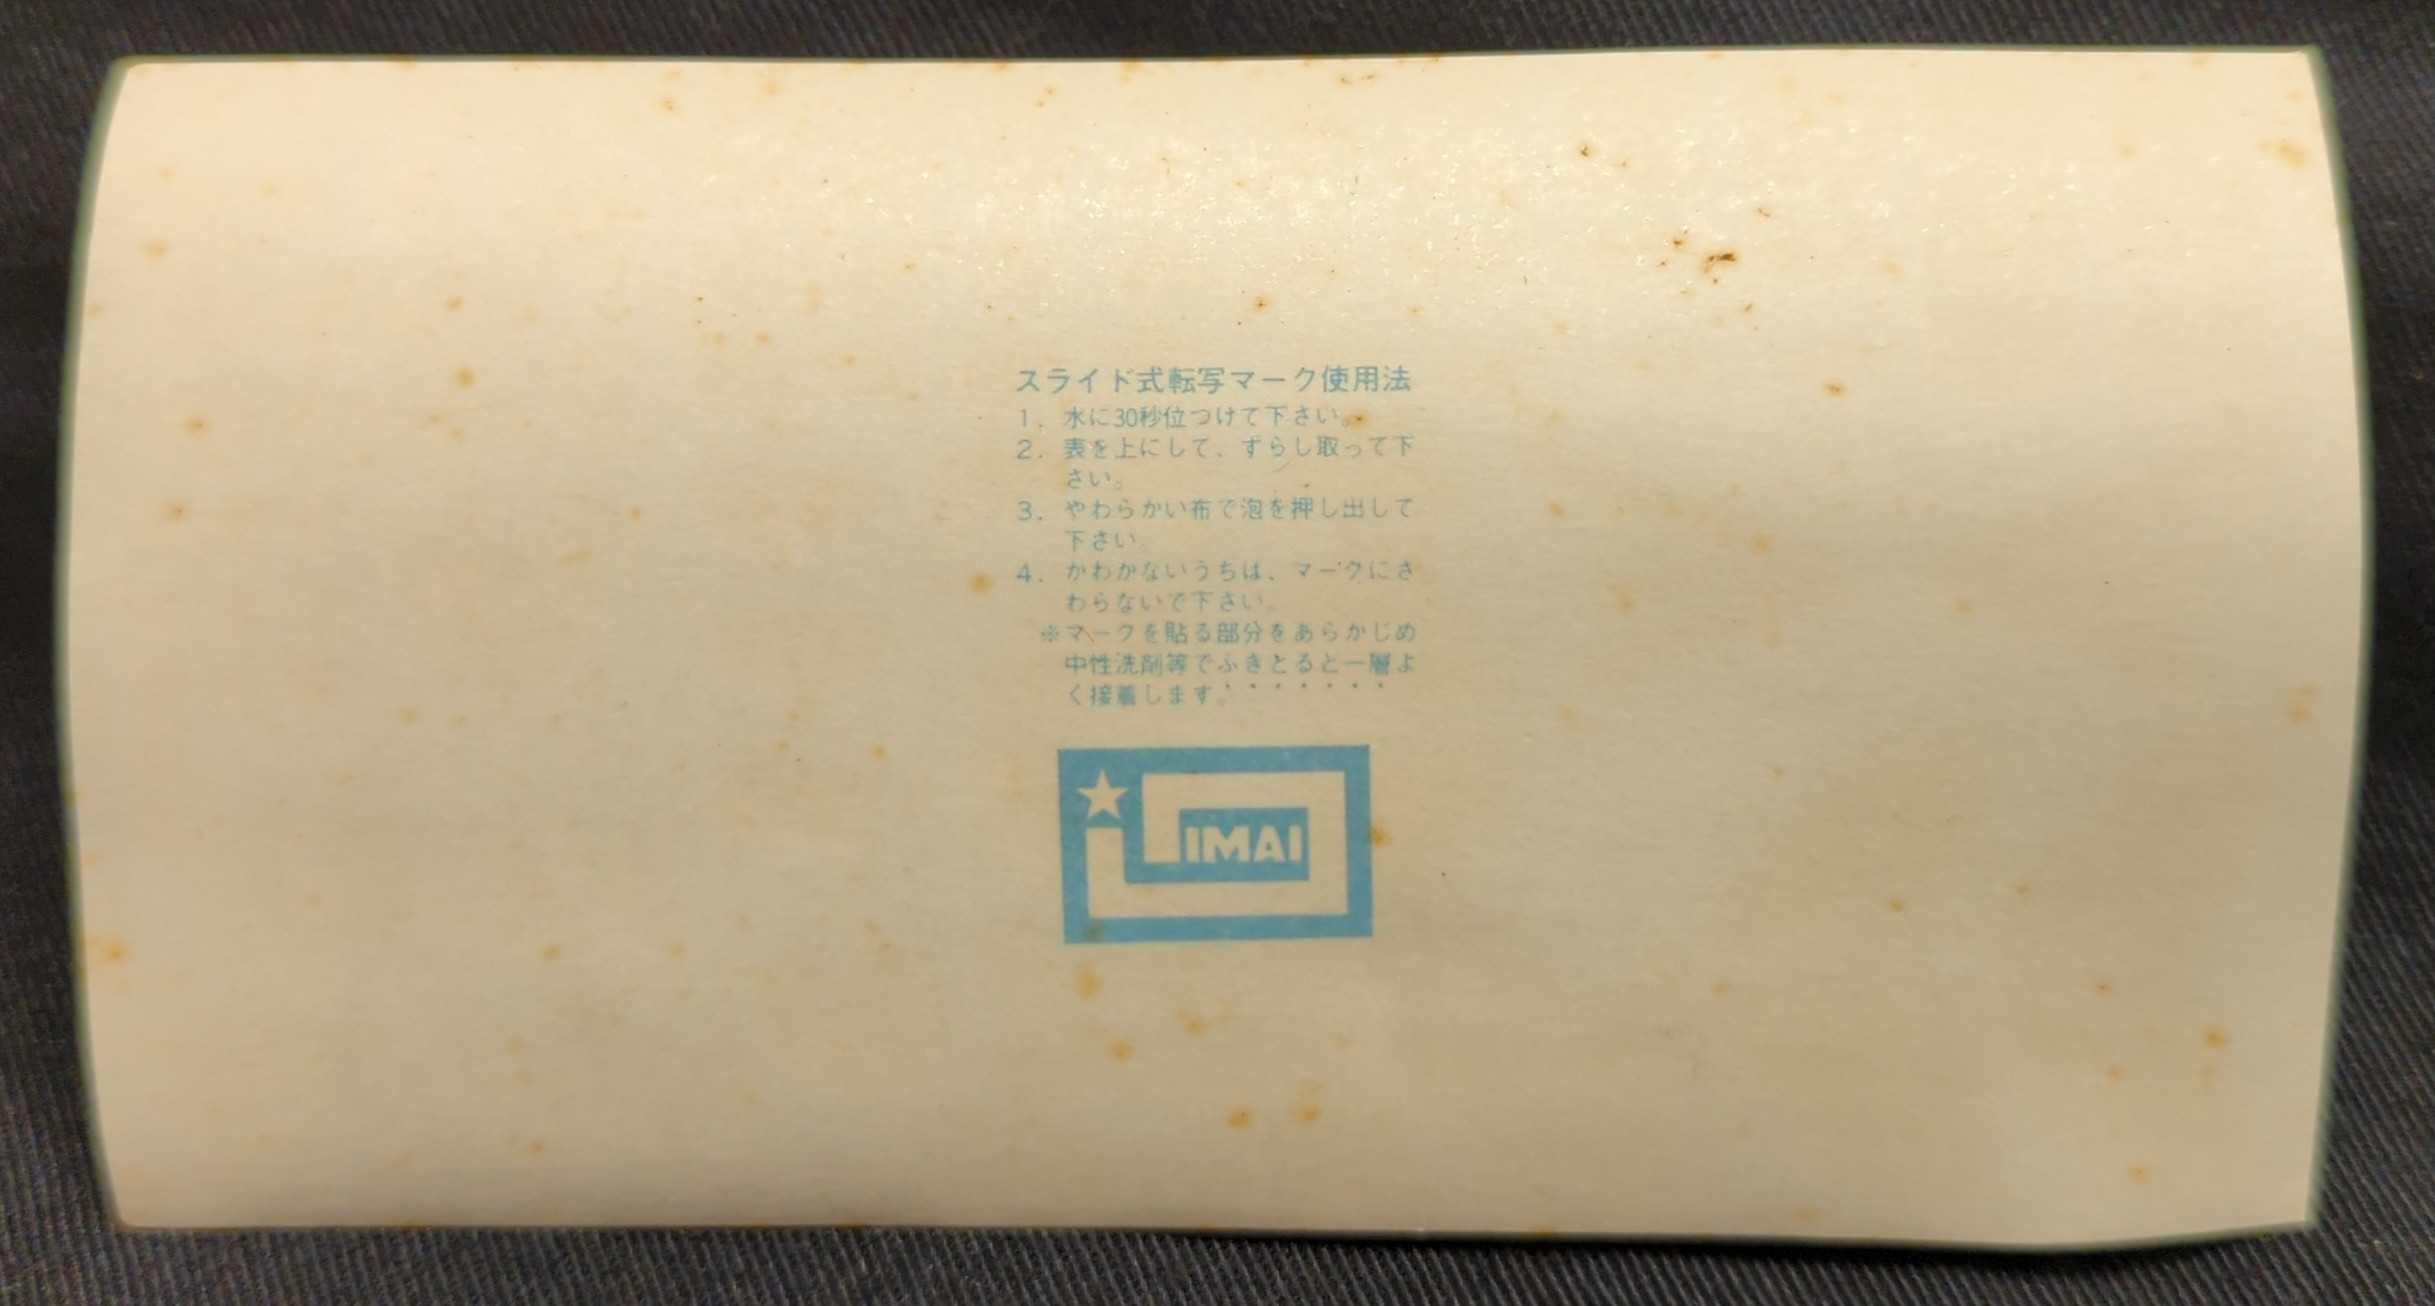 スライド式転写マーク使用法
1. 水に30秒位つけて下さい。
2. 表を上にして、ずらし取って下
さい。
3. やわらかい布で泡を押し出して
下さい。
4. かわかないうちは、マークにさ
わらないで下さい。
※マークを貼る部分をあらかじめ
中性洗剤等でふきとると一層よ
く接着します。
IMAI